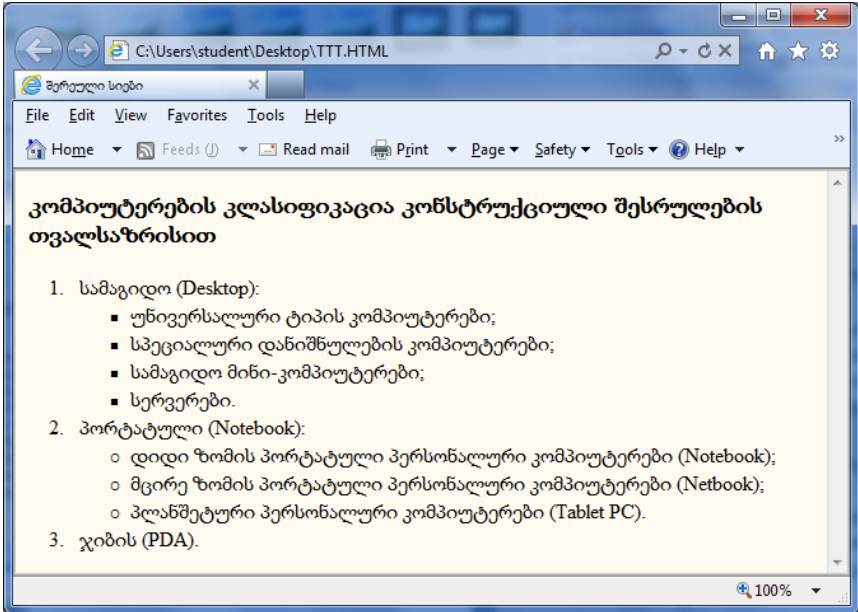 C:\Users\student\Desktop\TTT.HTML
შერეული სიები
File Edit View Favorites Tools Help
Home Feeds (J) Read mail Print Page Safety Tools Help
კომპიუტერების კლასიფიკაცია კონსტრუქციული შესრულების
თვალსაზრისით
1. სამაგიდო (Desktop):
▪ უნივერსალური ტიპის კომპიუტერები;
▪ სპეციალური დანიშნულების კომპიუტერები;
▪ სამაგიდო მინი-კომპიუტერები;
▪ სერვერები.
2. პორტატული (Notebook):
○ დიდი ზომის პორტატული პერსონალური კომპიუტერები (Notebook);
○ მცირე ზომის პორტატული პერსონალური კომპიუტერები (Netbook);
○ პლანშეტური პერსონალური კომპიუტერები (Tablet PC).
3. ჯიბის (PDA).
100%